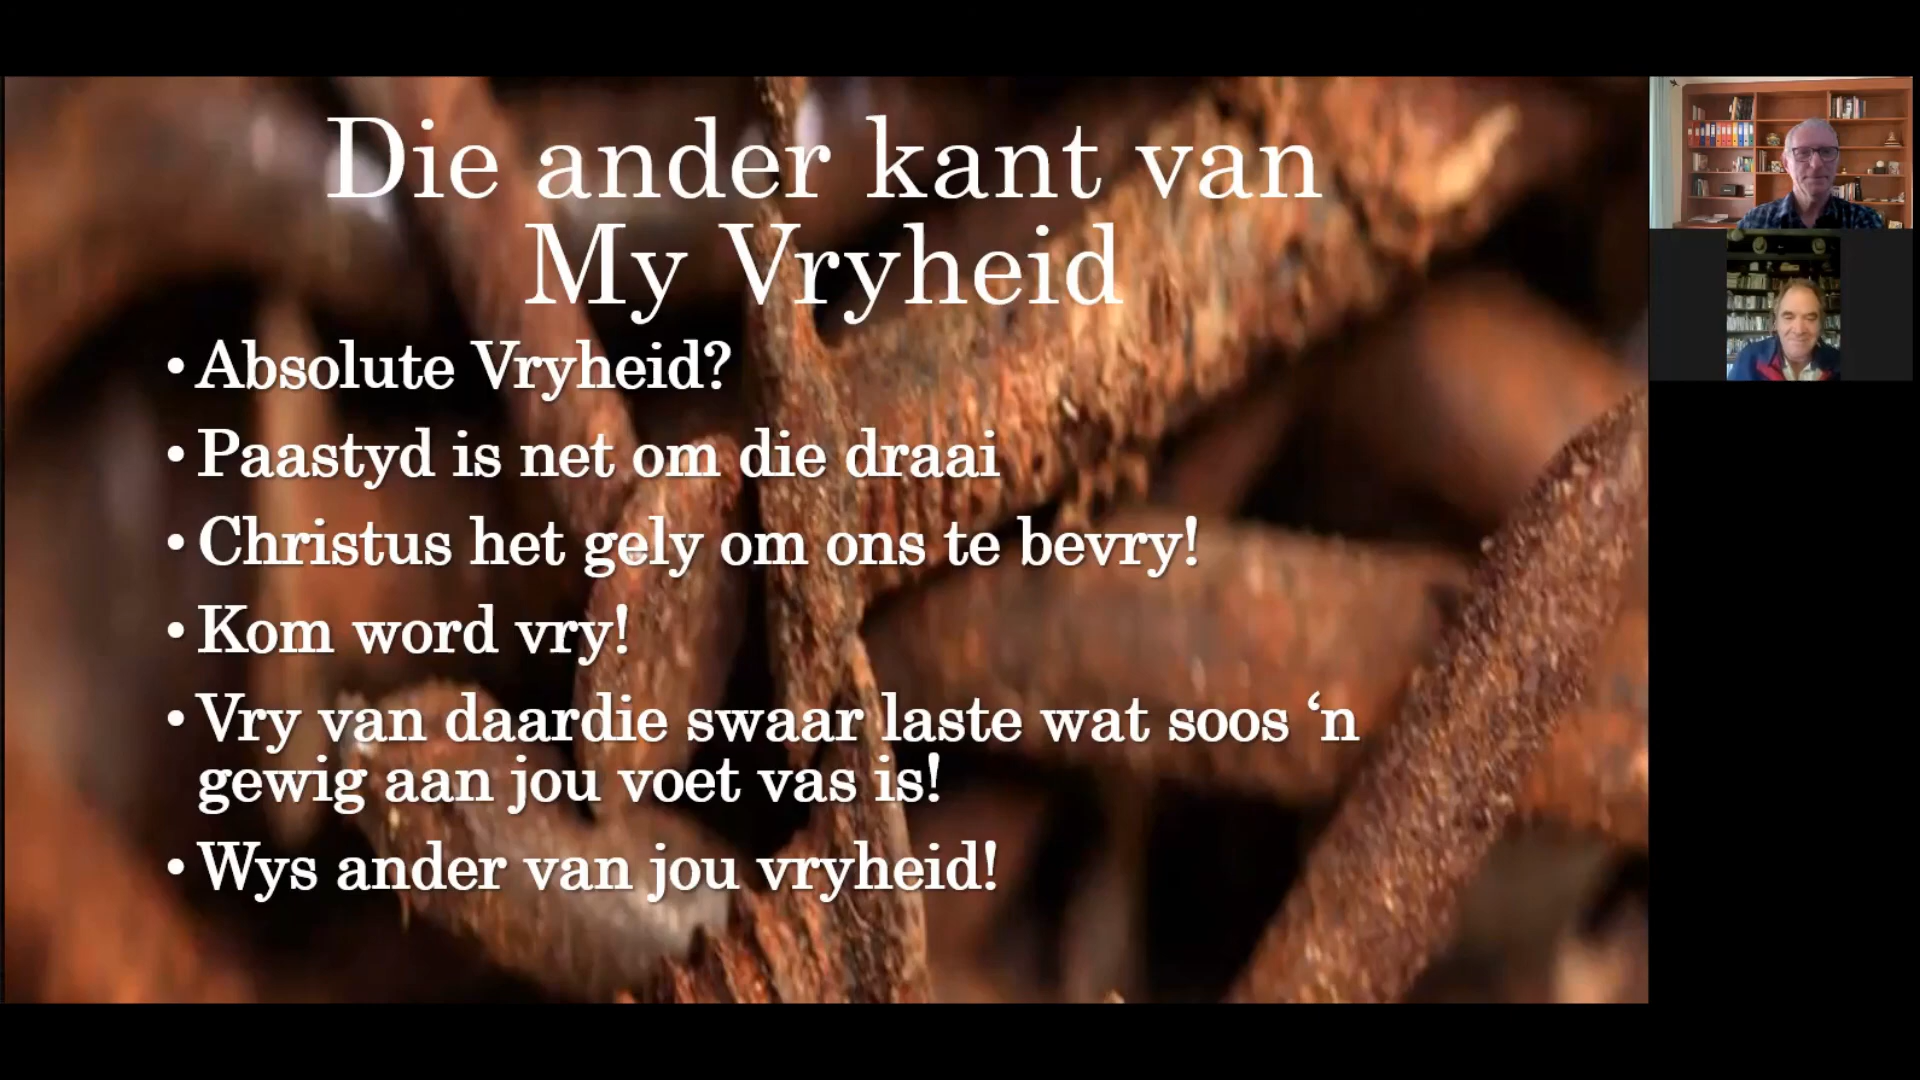 Die ander kant van
My Vryheid
• Absolute Vryheid?
• Paastyd is net om die draai
• Christus het gely om ons te bevry!
• Kom word vry!
• Vry van daardie swaar laste wat soos ‘n
gewig aan jou voet vas is!
• Wys ander van jou vryheid!